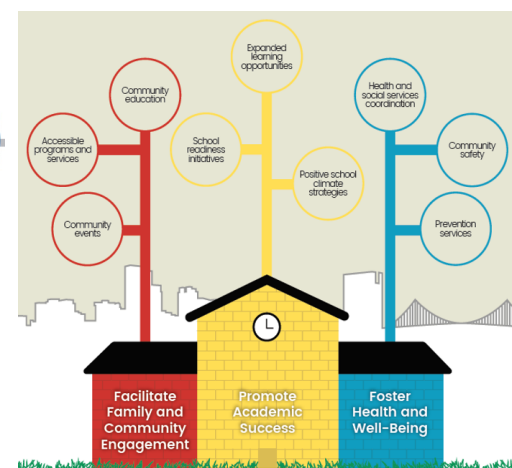 Expanded
learning
opportunities
Community
education
Health and
social services
coordination
Accessible
programs and
services
School
readiness
initiatives
Community
safety
Positive school
climate
strategies
Community
events
Prevention
services
Facilitate
Family and
Community
Engagement
Promote
Academic
Success
Foster
Health and
Well-Being